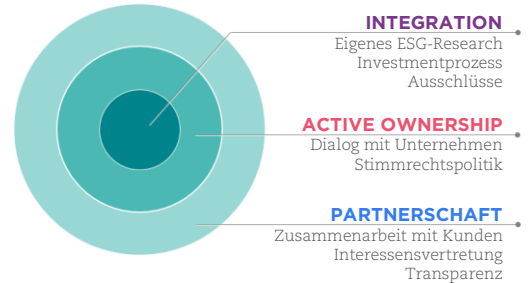 INTEGRATION
Eigenes ESG-Research
Investmentprozess
Ausschlüsse
ACTIVE OWNERSHIP
Dialog mit Unternehmen
Stimmrechtspolitik
PARTNERSCHAFT
Zusammenarbeit mit Kunden
Interessensvertretung
Transparenz